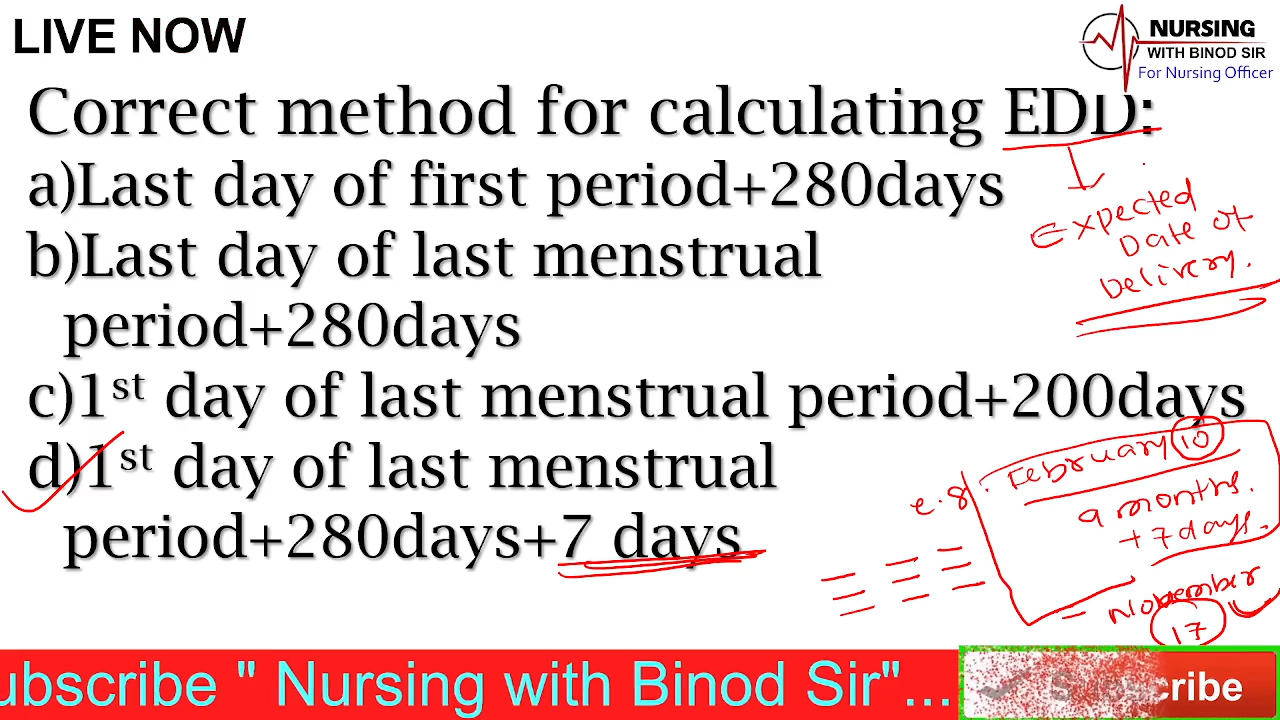 LIVE NOW
NURSING
WITH BINOD SIR
For Nursing Officer
Correct method for calculating EDD:
a)Last day of first period+280days
b)Last day of last menstrual
period+280days
c)1st day of last menstrual period+200days
d)1st day of last menstrual
period+280days+7 days
Expected
Date of
Delivery.
e.g. February 10
9 months.
+7days.
= November
17
ubscribe " Nursing with Binod Sir"...